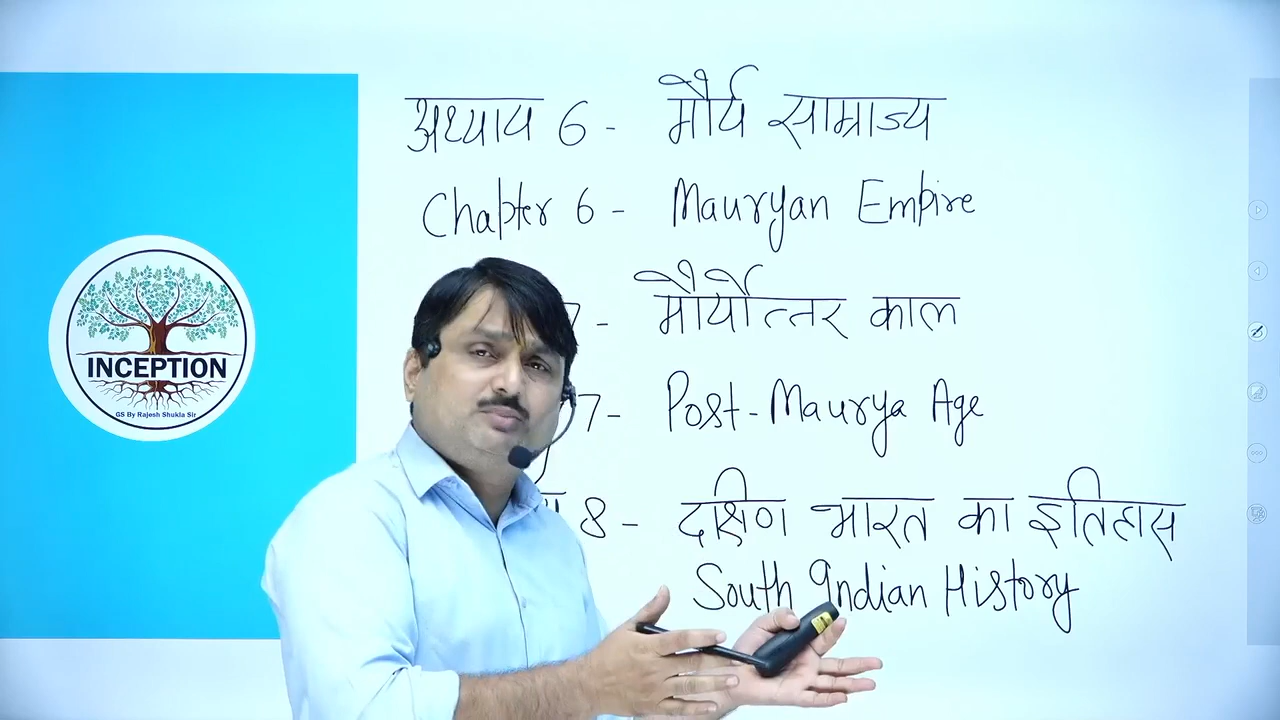 अध्याय 6 - मौर्य साम्राज्य
Chapter 6 - Mauryan Empire
7 - मौर्योत्तर काल
7 - Post-Maurya Age
8 - दक्षिण भारत का इतिहास
South Indian History
INCEPTION
GS By Rajesh Shukla Sir